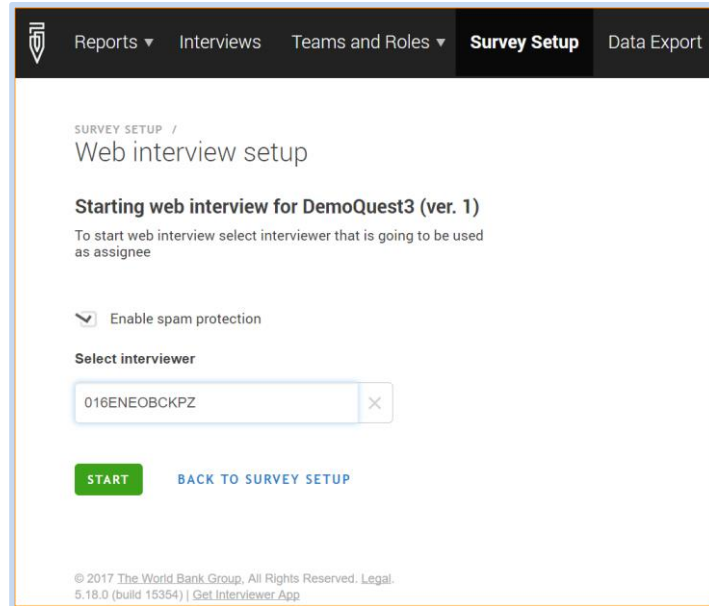 Reports ▾ Interviews Teams and Roles ▾ Survey Setup Data Export
SURVEY SETUP /
Web interview setup
Starting web interview for DemoQuest3 (ver. 1)
To start web interview select interviewer that is going to be used
as assignee
Enable spam protection
Select interviewer
016ENEOBCKPZ
START BACK TO SURVEY SETUP
© 2017 The World Bank Group, All Rights Reserved. Legal.
5.18.0 (build 15354) | Get Interviewer App